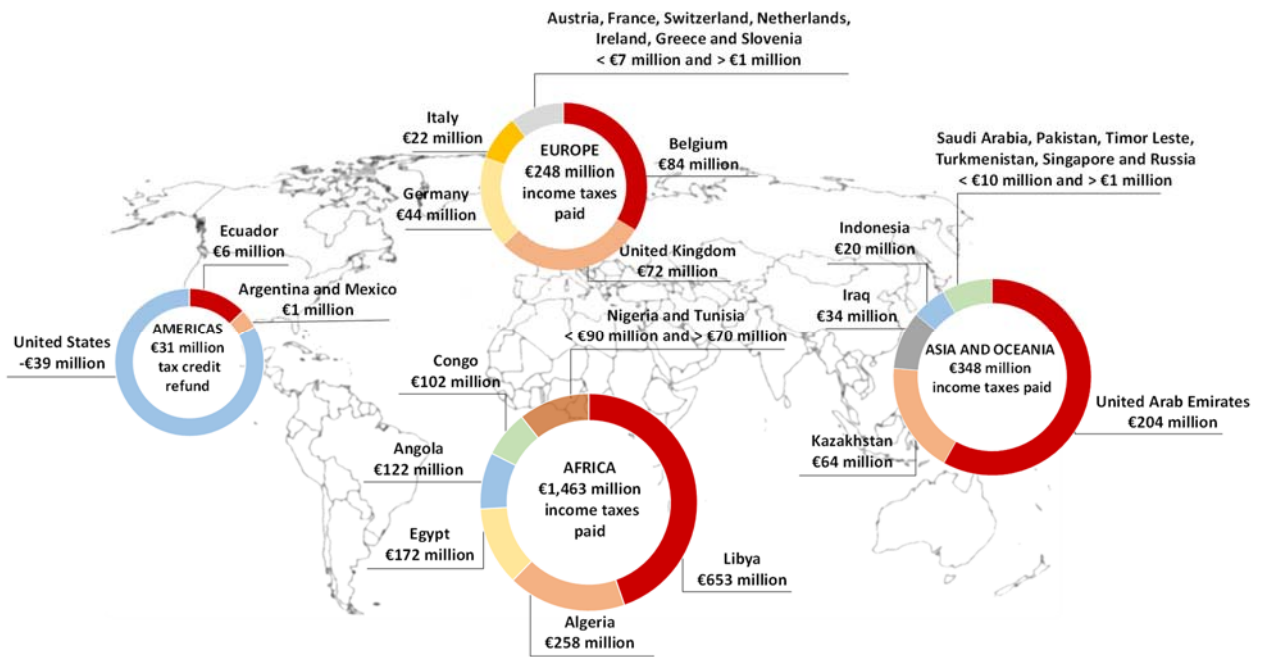 Austria, France, Switzerland, Netherlands,
Ireland, Greece and Slovenia
< €7 million and > €1 million
Italy
€22 million
EUROPE
€248 million
income taxes
paid
Belgium
€84 million
Germany
€44 million
United Kingdom
€72 million
Saudi Arabia, Pakistan, Timor Leste,
Turkmenistan, Singapore and Russia
< €10 million and > €1 million
Indonesia
€20 million
Iraq
€34 million
ASIA AND OCEANIA
€348 million
income taxes paid
United Arab Emirates
€204 million
Kazakhstan
€64 million
Ecuador
€6 million
Argentina and Mexico
€1 million
United States
-€39 million
AMERICAS
€31 million
tax credit
refund
Nigeria and Tunisia
< €90 million and > €70 million
Congo
€102 million
Angola
€122 million
AFRICA
€1,463 million
income taxes
paid
Egypt
€172 million
Libya
€653 million
Algeria
€258 million